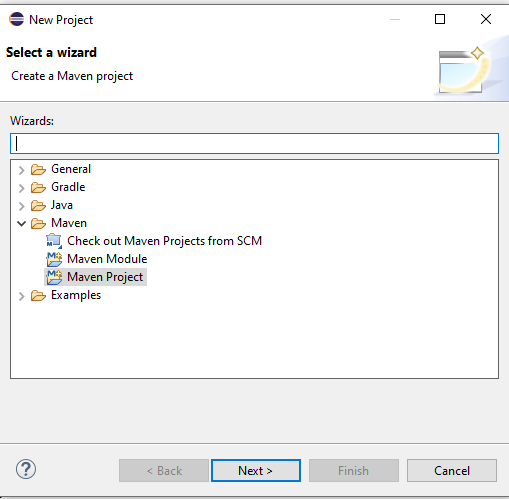 New Project
Select a wizard
Create a Maven project
Wizards:
General
Gradle
Java
Maven
Check out Maven Projects from SCM
Maven Module
Maven Project
Examples
?
< Back
Next >
Finish
Cancel